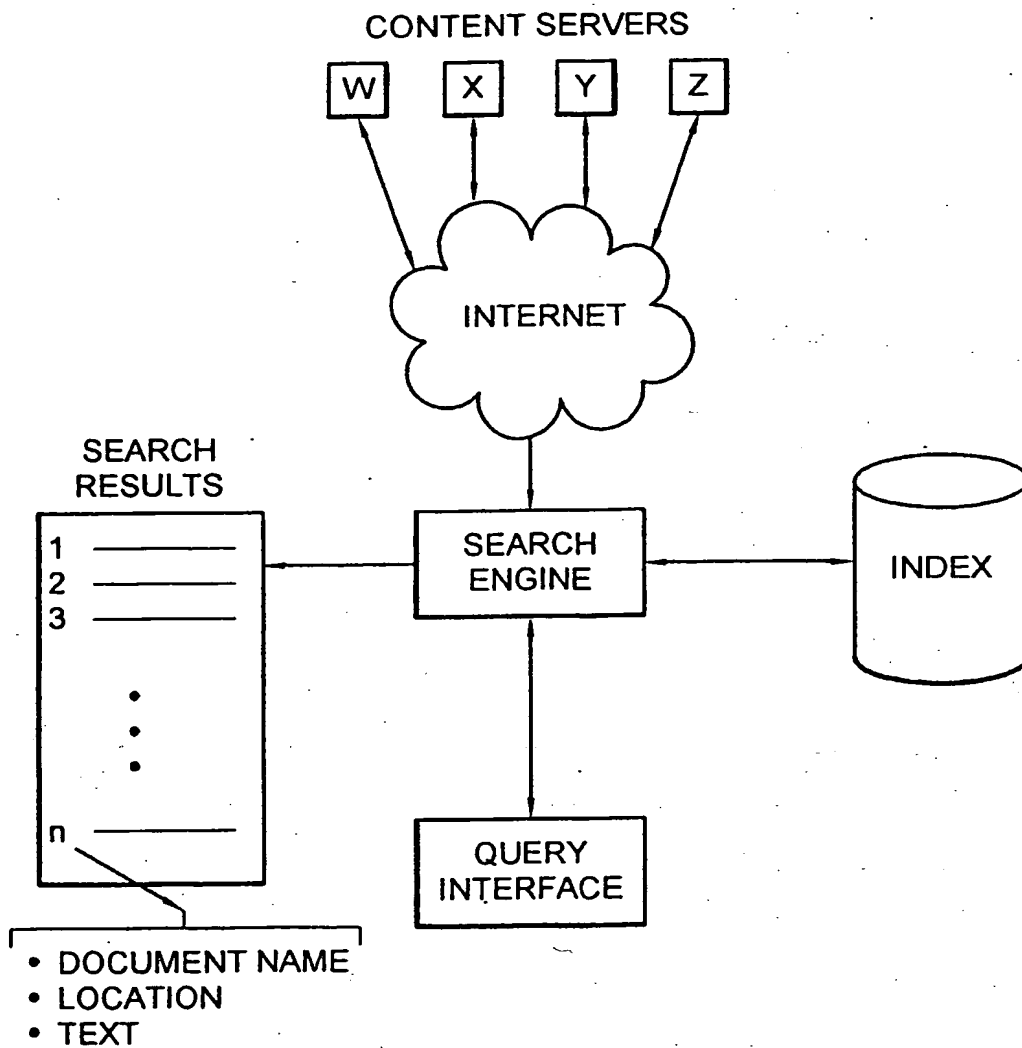 CONTENT SERVERS
W X Y Z
INTERNET
SEARCH
RESULTS
1
2
3
n
SEARCH
ENGINE
INDEX
QUERY
INTERFACE
• DOCUMENT NAME
• LOCATION
• TEXT